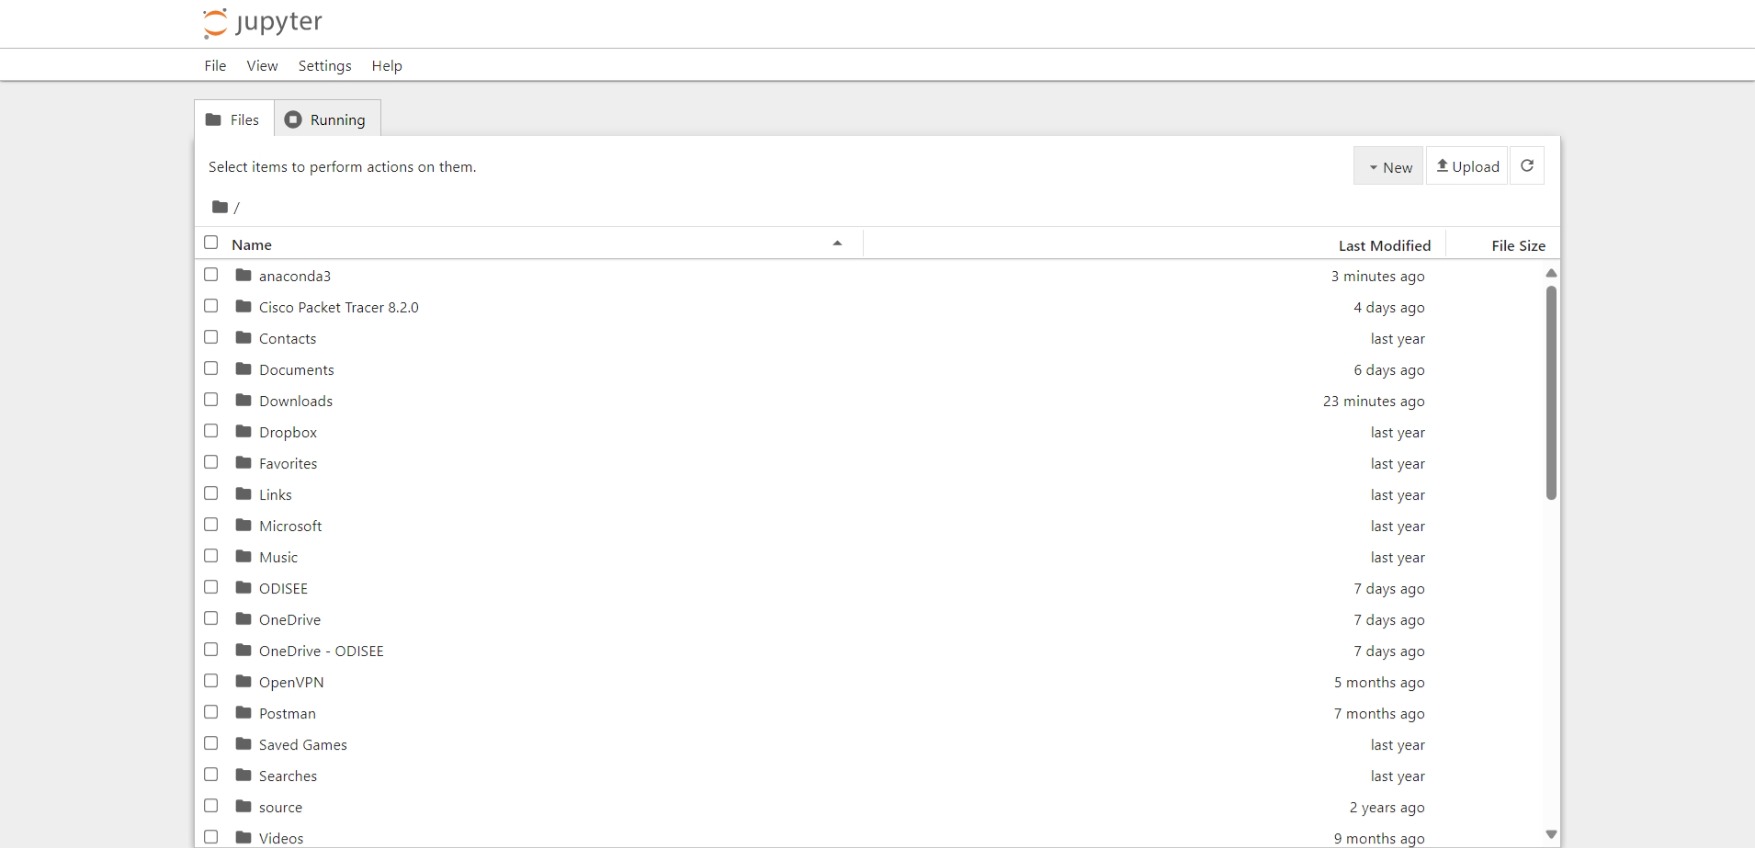 jupyter
File View Settings Help
Files Running
Select items to perform actions on them. New Upload
/
Name Last Modified File Size
anaconda3 3 minutes ago
Cisco Packet Tracer 8.2.0 4 days ago
Contacts last year
Documents 6 days ago
Downloads 23 minutes ago
Dropbox last year
Favorites last year
Links last year
Microsoft last year
Music last year
ODISEE 7 days ago
OneDrive 7 days ago
OneDrive - ODISEE 7 days ago
OpenVPN 5 months ago
Postman 7 months ago
Saved Games last year
Searches last year
source 2 years ago
Videos 9 months ago